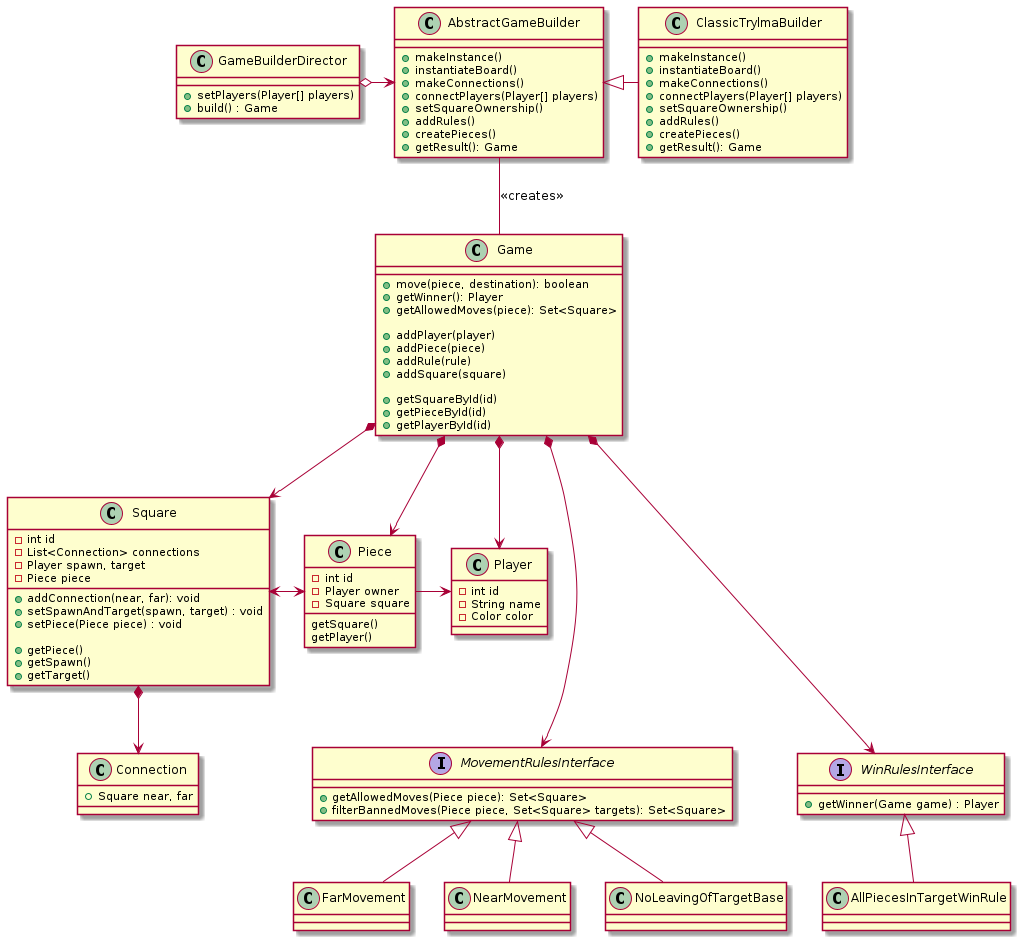 C GameBuilderDirector
setPlayers(Player[] players)
build() : Game
C AbstractGameBuilder
makeInstance()
instantiateBoard()
makeConnections()
connectPlayers(Player[] players)
setSquareOwnership()
addRules()
createPieces()
getResult(): Game
C ClassicTrylmaBuilder
makeInstance()
instantiateBoard()
makeConnections()
connectPlayers(Player[] players)
setSquareOwnership()
addRules()
createPieces()
getResult(): Game
«creates»
C Game
move(piece, destination): boolean
getWinner(): Player
getAllowedMoves(piece): Set<Square>
addPlayer(player)
addPiece(piece)
addRule(rule)
addSquare(square)
getSquareById(id)
getPieceById(id)
getPlayerById(id)
C Square
int id
List<Connection> connections
Player spawn, target
Piece piece
addConnection(near, far): void
setSpawnAndTarget(spawn, target) : void
setPiece(Piece piece) : void
getPiece()
getSpawn()
getTarget()
C Piece
int id
Player owner
Square square
getSquare()
getPlayer()
C Player
int id
String name
Color color
C Connection
Square near, far
I MovementRulesInterface
getAllowedMoves(Piece piece): Set<Square>
filterBannedMoves(Piece piece, Set<Square> targets): Set<Square>
I WinRulesInterface
getWinner(Game game) : Player
C FarMovement
C NearMovement
C NoLeavingOfTargetBase
C AllPiecesInTargetWinRule